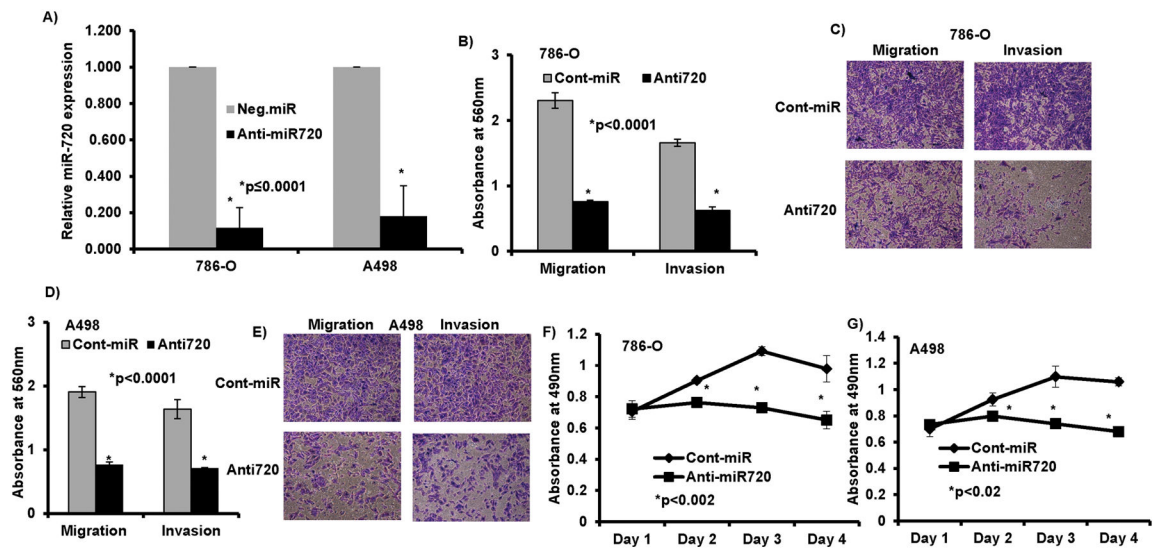 A)
Relative miR-720 expression
1.000
1.000
0.800
0.600
0.400
0.200
0.000
Neg.miR
Anti-miR720
*p≤0.0001
*
*
786-O
A498
B)
786-O
Absorbance at 560nm
Cont-miR
Anti720
2
1
0
*p<0.0001
*
*
Migration
Invasion
C)
786-O
Migration
Invasion
Cont-miR
Anti720
D)
A498
Absorbance at 560nm
3
2
1
0
Cont-miR
Anti720
*p<0.0001
*
*
Migration
Invasion
E)
Migration
A498
Invasion
Cont-miR
Anti720
F)
786-O
Absorbance at 490nm
1.2
1
0.8
0.6
0.4
0.2
0
*
*
*
Cont-miR
Anti-miR720
*p<0.002
Day 1
Day 2
Day 3
Day 4
G)
A498
Absorbance at 490nm
1.4
1.2
1.0
0.8
0.6
0.4
0.2
0
*
*
*
Cont-miR
Anti-miR720
*p<0.02
Day 1
Day 2
Day 3
Day 4